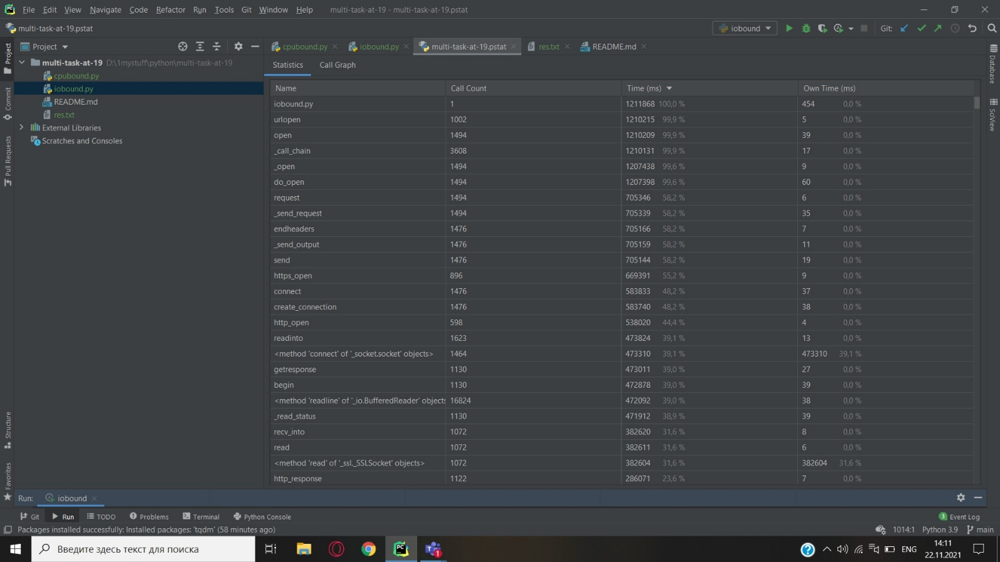 File Edit View Navigate Code Refactor Run Tools Git Window Help multi-task-at-19 - multi-task-at-19.pstat
multi-task-at-19.pstat
iobound
Git:
Project
cpubound.py
iobound.py
multi-task-at-19.pstat
res.txt
README.md
multi-task-at-19 D:\1mystuff\python\multi-task-at-19
cpubound.py
iobound.py
README.md
res.txt
External Libraries
Scratches and Consoles
Statistics Call Graph
Name Call Count Time (ms) Own Time (ms)
iobound.py 1 1211868 100,0 % 454 0,0 %
urlopen 1002 1210215 99,9 % 5 0,0 %
open 1494 1210209 99,9 % 39 0,0 %
_call_chain 3608 1210131 99,9 % 17 0,0 %
_open 1494 1207438 99,6 % 9 0,0 %
do_open 1494 1207398 99,6 % 60 0,0 %
request 1494 705346 58,2 % 6 0,0 %
_send_request 1494 705339 58,2 % 35 0,0 %
endheaders 1476 705166 58,2 % 7 0,0 %
_send_output 1476 705159 58,2 % 11 0,0 %
send 1476 705144 58,2 % 19 0,0 %
https_open 896 669391 55,2 % 9 0,0 %
connect 1476 583833 48,2 % 37 0,0 %
create_connection 1476 583740 48,2 % 38 0,0 %
http_open 598 538020 44,4 % 4 0,0 %
readinto 1623 473824 39,1 % 13 0,0 %
<method 'connect' of '_socket.socket' objects> 1464 473310 39,1 % 473310 39,1 %
getresponse 1130 473011 39,0 % 27 0,0 %
begin 1130 472878 39,0 % 39 0,0 %
<method 'readline' of '_io.BufferedReader' objects 16824 472092 39,0 % 38 0,0 %
_read_status 1130 471912 38,9 % 39 0,0 %
recv_into 1072 382620 31,6 % 8 0,0 %
read 1072 382611 31,6 % 6 0,0 %
<method 'read' of '_ssl._SSLSocket' objects> 1072 382604 31,6 % 382604 31,6 %
http_response 1122 286071 23,6 % 7 0,0 %
Project
Commit
Pull Requests
Structure
Favorites
Database
SciView
Run: iobound
Git Run TODO Problems Terminal Python Console 3 Event Log
Packages installed successfully: Installed packages: 'tqdm' (58 minutes ago) 1014:1 Python 3.9 main
Введите здесь текст для поиска
PC
1
ENG
14:11
22.11.2021